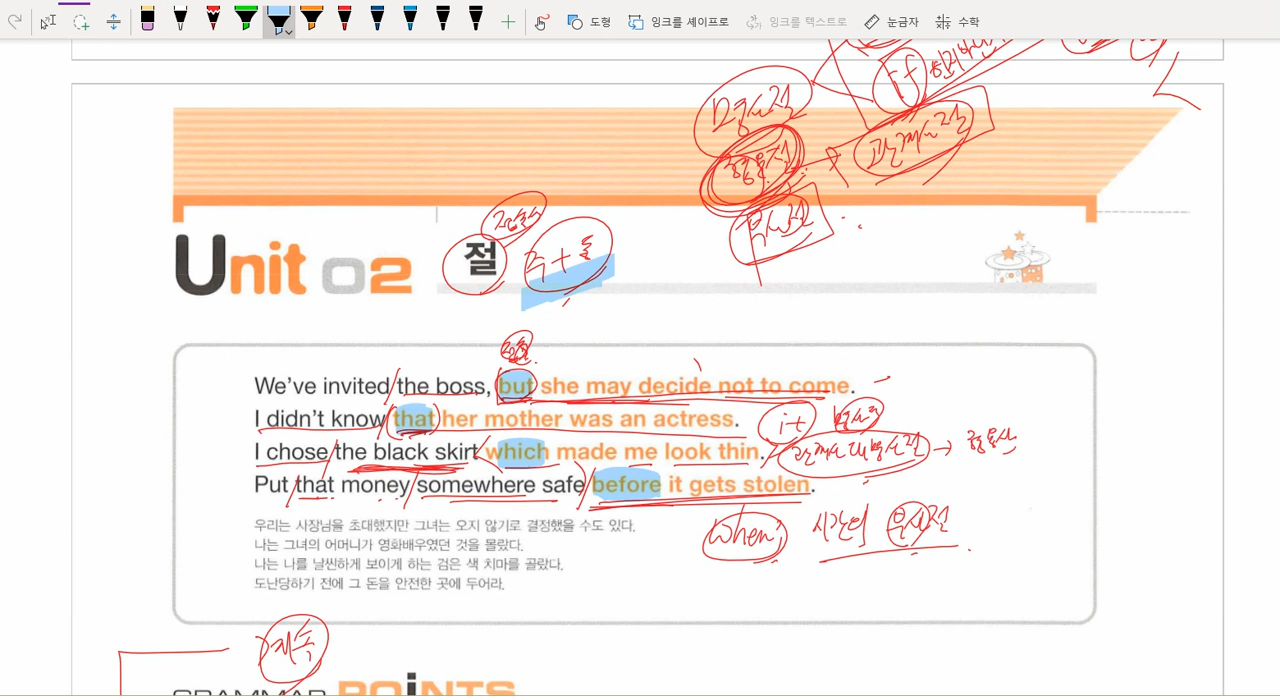 도형
잉크를 셰이프로
잉크를 텍스트로
눈금자
수학
if
명사절
형용절
관계사절
부사절
접속사
Unit 02 절 주+동
접속
We've invited the boss, but she may decide not to come.
I didn't know that her mother was an actress. it 명사절
I chose the black skirt which made me look thin. 관계대명사절 → 형용사
Put that money somewhere safe before it gets stolen.
when; 시간의 부사절
우리는 사장님을 초대했지만 그녀는 오지 않기로 결정했을 수도 있다.
나는 그녀의 어머니가 영화배우였던 것을 몰랐다.
나는 나를 날씬하게 보이게 하는 검은 색 치마를 골랐다.
도난당하기 전에 그 돈을 안전한 곳에 두어라.
GRAMMAR POiNTS